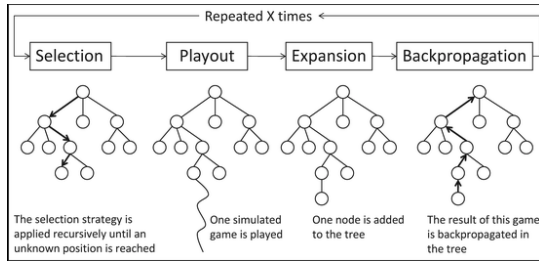 Repeated X times
Selection
Playout
Expansion
Backpropagation
The selection strategy is
applied recursively until an
unknown position is reached
One simulated
game is played
One node is added
to the tree
The result of this game
is backpropagated in
the tree